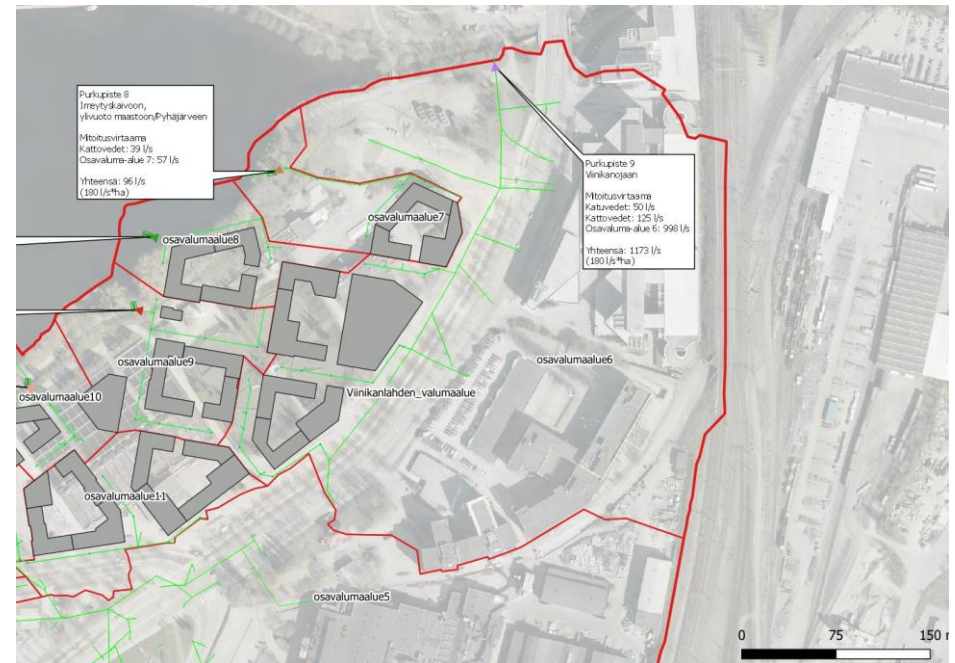 Purkupiste 8
Imeytyskaivoon,
ylivuoto maastoon/Pyhäjärveen
Mitoitusvirtaama
Kattovedet: 39 l/s
Osavaluma-alue 7: 57 l/s
Yhteensä: 96 l/s
(180 l/s*ha)
Purkupiste 9
Viinikanojaan
Mitoitusvirtaama
Katuvedet: 50 l/s
Kattovedet: 125 l/s
Osavaluma-alue 6: 998 l/s
Yhteensä: 1173 l/s
(180 l/s*ha)
osavalumaalue7
osavalumaalue8
osavalumaalue9
osavalumaalue6
Viinikanlahden_valumaalue
osavalumaalue10
osavalumaalue11
osavalumaalue5
0 75 150 m